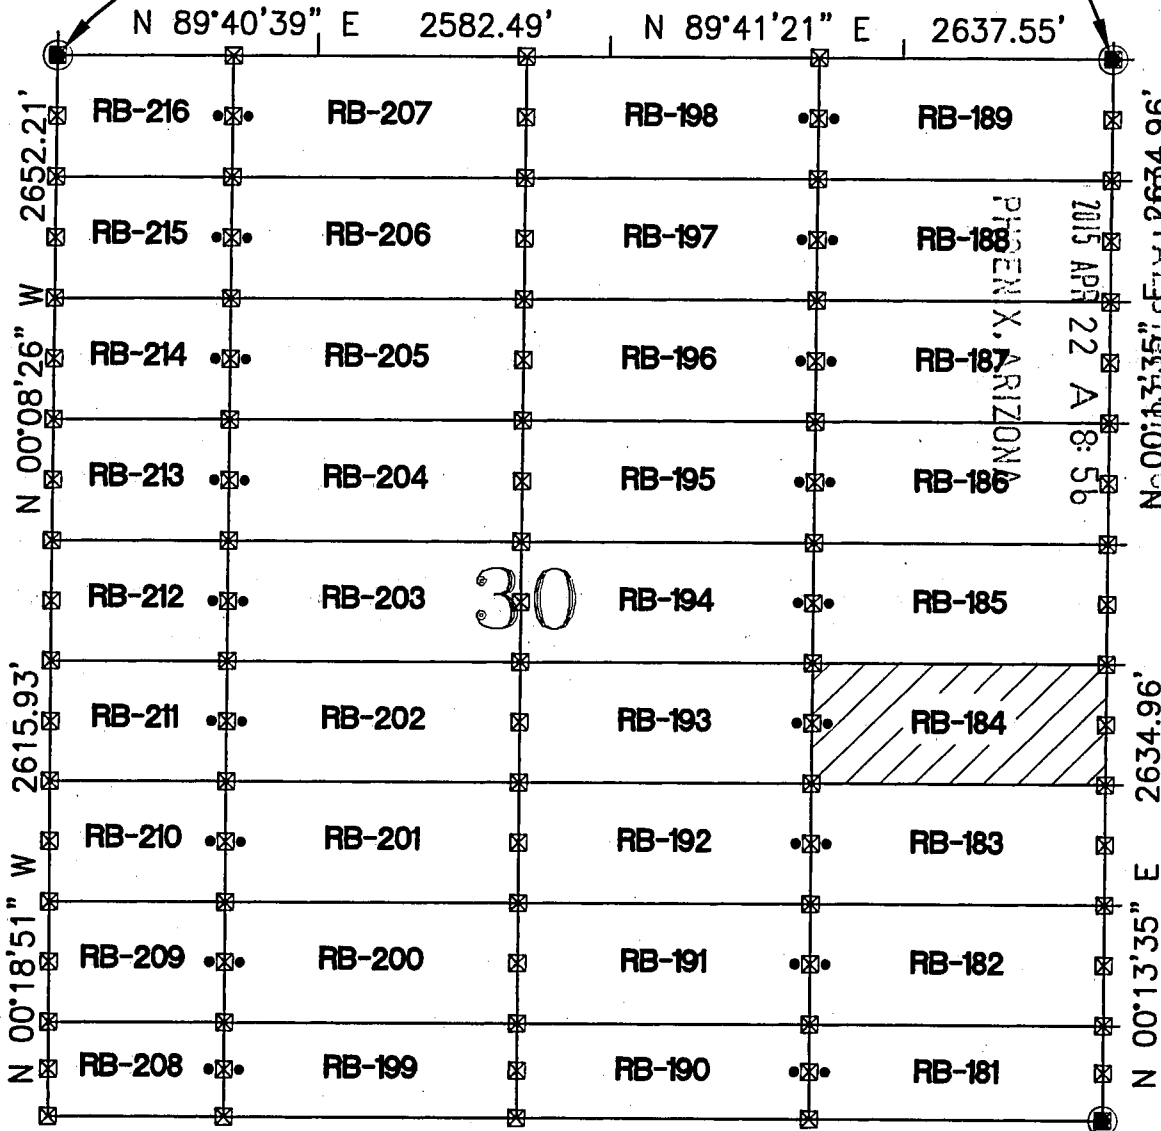 N 89°40'39" E 2582.49' N 89°41'21" E 2637.55'
2652.21'
N 00°08'26" W
2615.93'
N 00°18'51" W
RB-216 RB-207 RB-198 RB-189
RB-215 RB-206 RB-197 RB-188
RB-214 RB-205 RB-196 RB-187
RB-213 RB-204 RB-195 RB-186
RB-212 RB-203 RB-194 RB-185
30
RB-211 RB-202 RB-193 RB-184
RB-210 RB-201 RB-192 RB-183
RB-209 RB-200 RB-191 RB-182
RB-208 RB-199 RB-190 RB-181
2015 APR 22 A 8:56
PHOENIX, ARIZONA
2634.96'
N 00°13'35" E
2634.96'
N 00°13'35" E